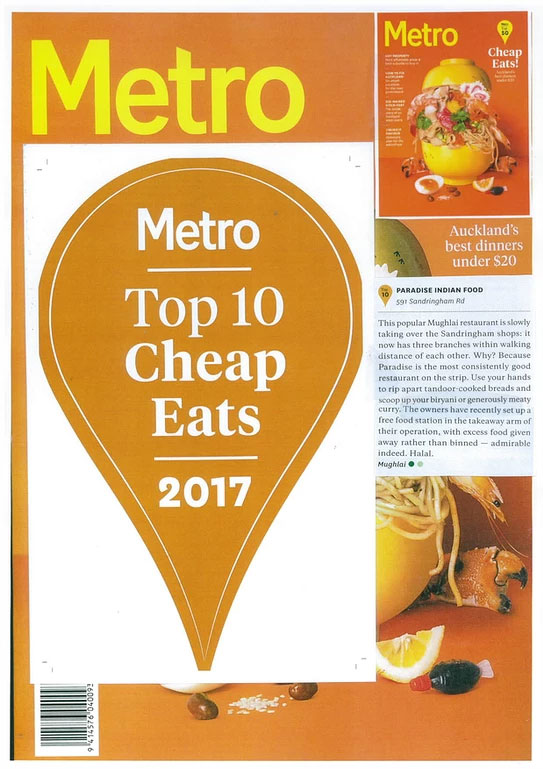 Metro
Metro
Top 10
Cheap
Eats
2017
Metro
Cheap
Eats!
Auckland's
best dinners
under $20
Top
10
PARADISE INDIAN FOOD
591 Sandringham Rd
This popular Mughlai restaurant is slowly
taking over the Sandringham shops: it
now has three branches within walking
distance of each other. Why? Because
Paradise is the most consistently good
restaurant on the strip. Use your hands
to rip apart tandoor-cooked breads and
scoop up your biryani or generously meaty
curry. The owners have recently set up a
free food station in the takeaway arm of
their operation, with excess food given
away rather than binned — admirable
indeed. Halal.
Mughlai
9 414576 040093